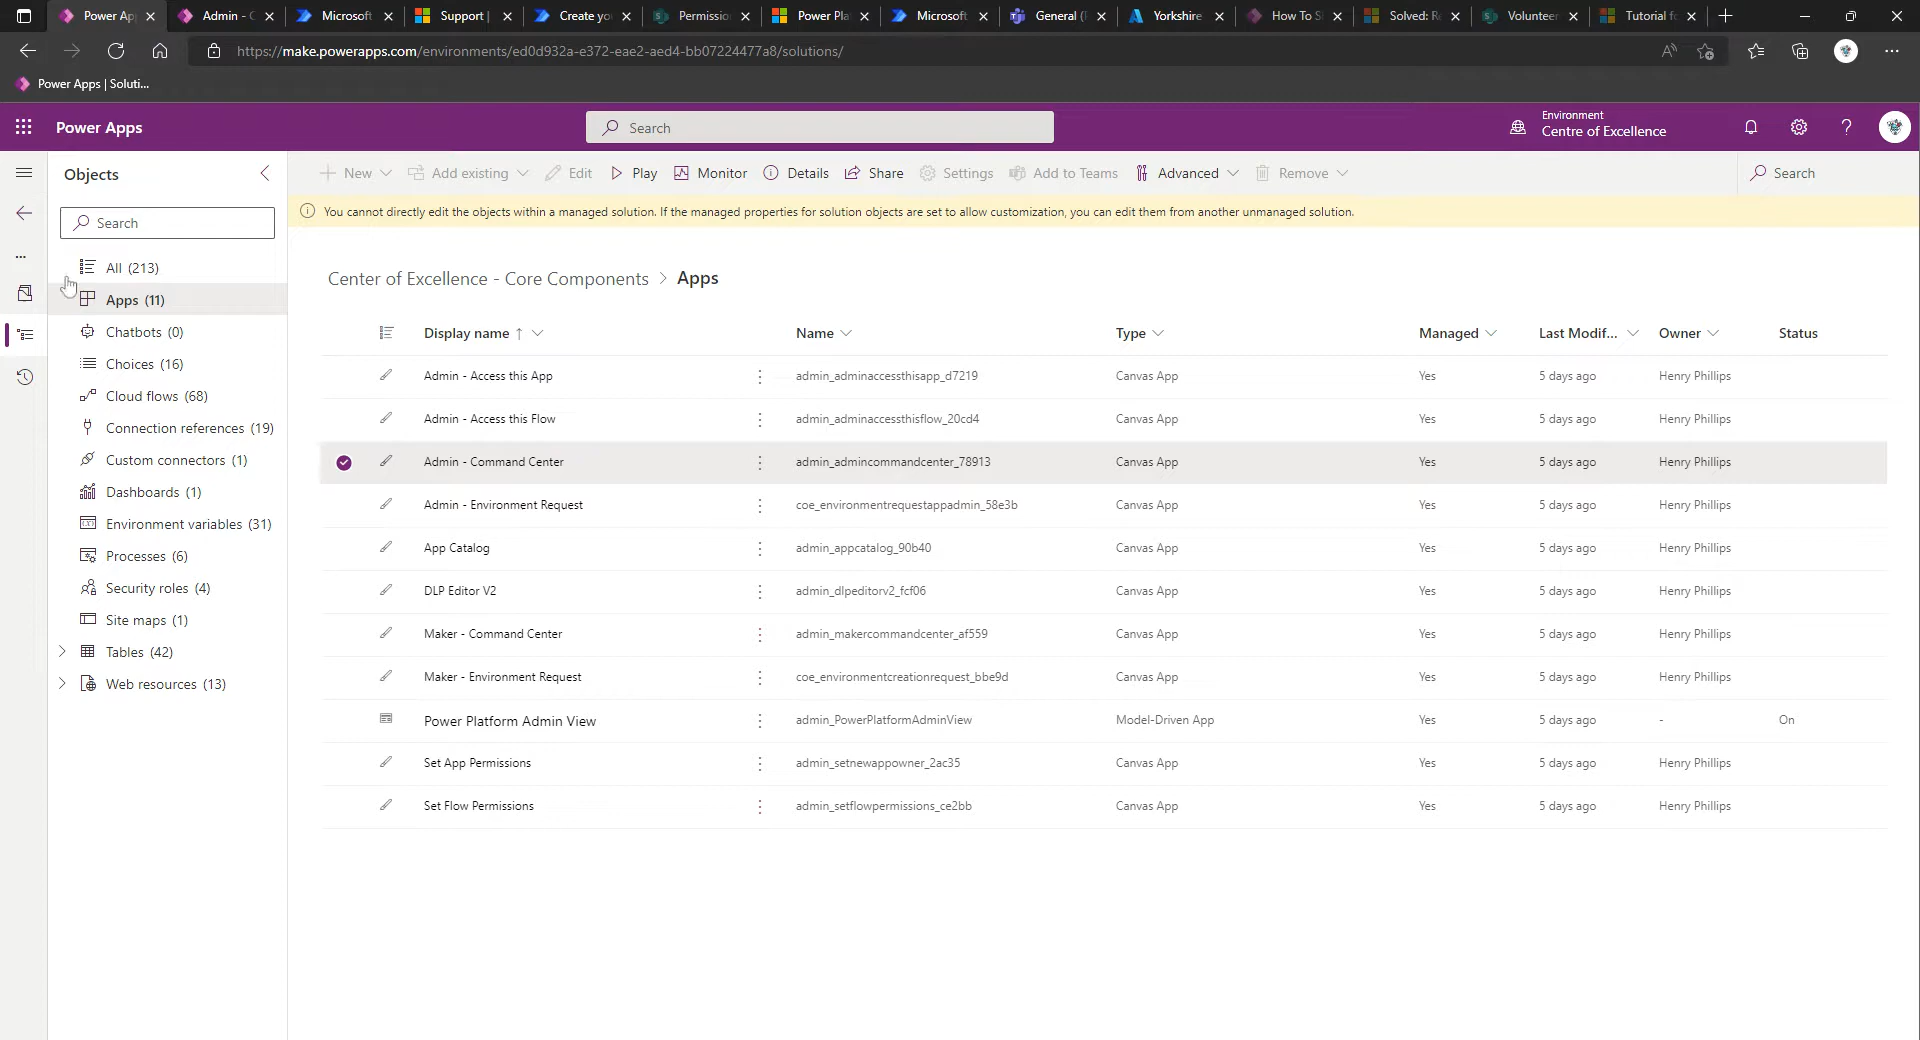 Power Ap
Admin - C
Microsoft
Support |
Create yo
Permissio
Power Pla
Microsoft
General (
Yorkshire
How To S
Solved: R
Volunteer
Tutorial fo
https://make.powerapps.com/environments/ed0d932a-e372-eae2-aed4-bb07224477a8/solutions/
Power Apps | Soluti...
Power Apps
Search
Environment
Centre of Excellence
Objects
New
Add existing
Edit
Play
Monitor
Details
Share
Settings
Add to Teams
Advanced
Remove
Search
You cannot directly edit the objects within a managed solution. If the managed properties for solution objects are set to allow customization, you can edit them from another unmanaged solution.
Search
All (213)
Apps (11)
Chatbots (0)
Choices (16)
Cloud flows (68)
Connection references (19)
Custom connectors (1)
Dashboards (1)
Environment variables (31)
Processes (6)
Security roles (4)
Site maps (1)
Tables (42)
Web resources (13)
Center of Excellence - Core Components > Apps
Display name ↑ Name Type Managed Last Modif... Owner Status
Admin - Access this App admin_adminaccessthisapp_d7219 Canvas App Yes 5 days ago Henry Phillips
Admin - Access this Flow admin_adminaccessthisflow_20cd4 Canvas App Yes 5 days ago Henry Phillips
Admin - Command Center admin_admincommandcenter_78913 Canvas App Yes 5 days ago Henry Phillips
Admin - Environment Request coe_environmentrequestappadmin_58e3b Canvas App Yes 5 days ago Henry Phillips
App Catalog admin_appcatalog_90b40 Canvas App Yes 5 days ago Henry Phillips
DLP Editor V2 admin_dlpeditorv2_fcf06 Canvas App Yes 5 days ago Henry Phillips
Maker - Command Center admin_makercommandcenter_af559 Canvas App Yes 5 days ago Henry Phillips
Maker - Environment Request coe_environmentcreationrequest_bbe9d Canvas App Yes 5 days ago Henry Phillips
Power Platform Admin View admin_PowerPlatformAdminView Model-Driven App Yes 5 days ago - On
Set App Permissions admin_setnewappowner_2ac35 Canvas App Yes 5 days ago Henry Phillips
Set Flow Permissions admin_setflowpermissions_ce2bb Canvas App Yes 5 days ago Henry Phillips